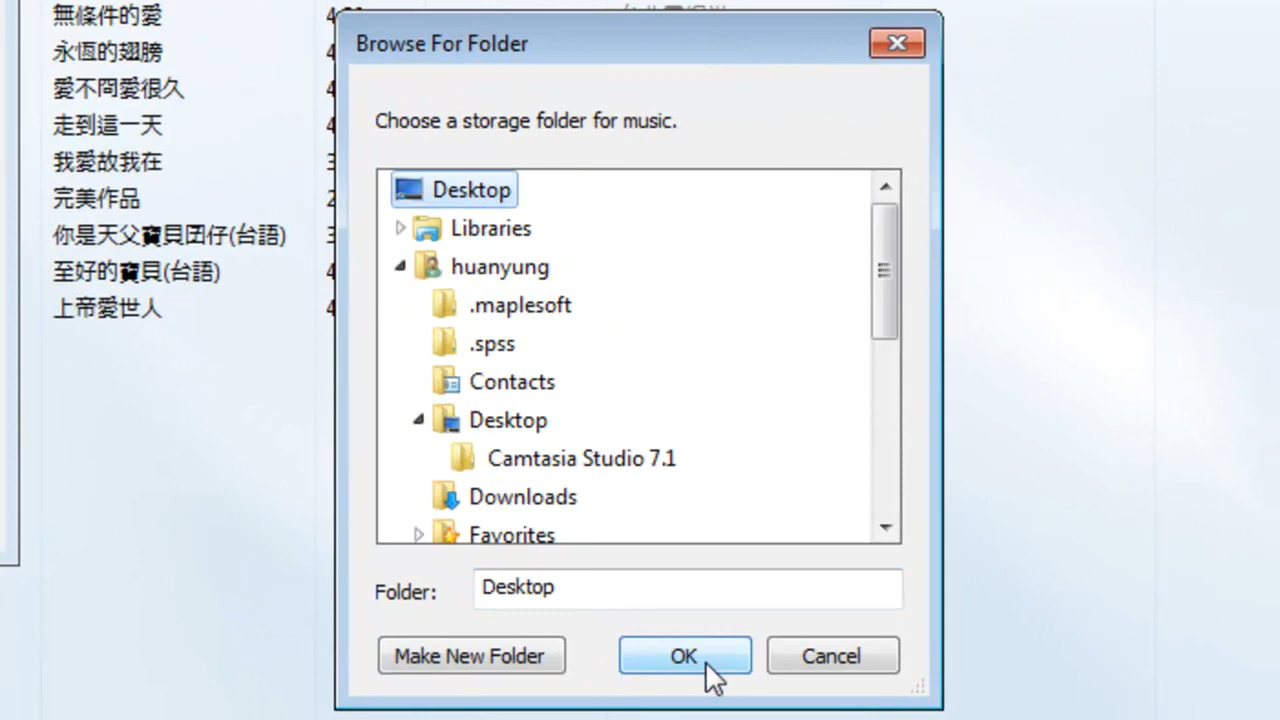 無條件的愛
永恆的翅膀
愛不罔愛很久
走到這一天
我愛故我在
完美作品
你是天父寶貝囝仔(台語)
至好的寶貝(台語)
上帝愛世人
Browse For Folder
Choose a storage folder for music.
Desktop
Libraries
huanyung
.maplesoft
.spss
Contacts
Desktop
Camtasia Studio 7.1
Downloads
Favorites
Folder: Desktop
Make New Folder OK Cancel